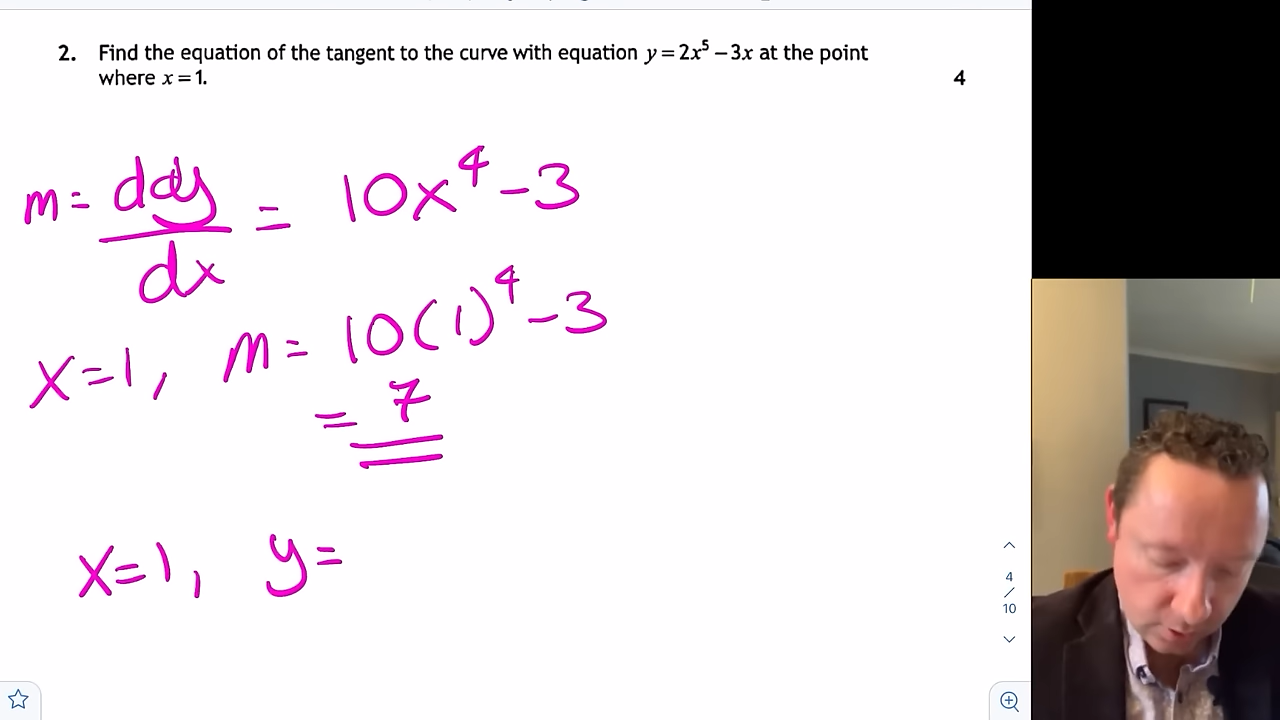 2. Find the equation of the tangent to the curve with equation y = 2x⁵ – 3x at the point
where x = 1.
4
m = ddy/dx = 10x⁴ - 3
x=1, m = 10(1)⁴ - 3
= 7
x=1, y=
4
/
10